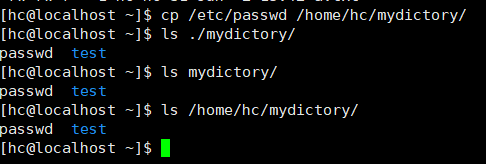 [hc@localhost ~]$ cp /etc/passwd /home/hc/mydictory/
[hc@localhost ~]$ ls ./mydictory/
passwd  test
[hc@localhost ~]$ ls mydictory/
passwd  test
[hc@localhost ~]$ ls /home/hc/mydictory/
passwd  test
[hc@localhost ~]$